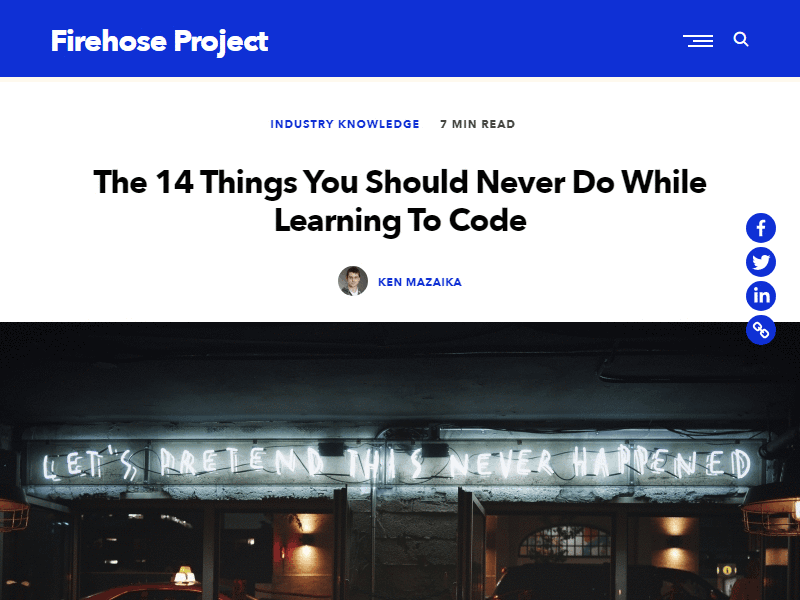 Firehose Project
INDUSTRY KNOWLEDGE 7 MIN READ
The 14 Things You Should Never Do While
Learning To Code
KEN MAZAIKA
LET'S PRETEND THIS NEVER HAPPENED